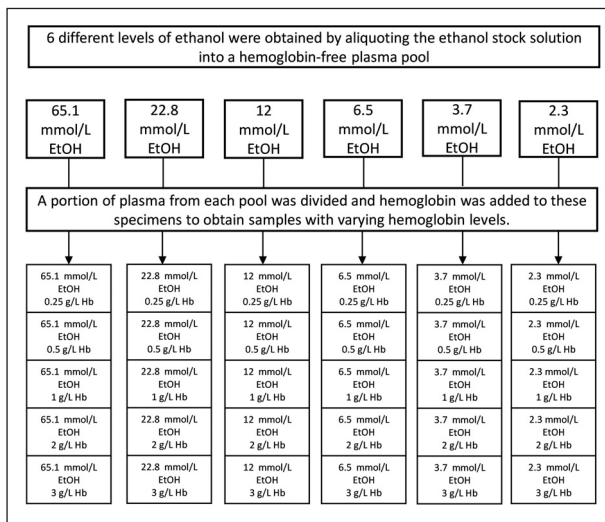 6 different levels of ethanol were obtained by aliquoting the ethanol stock solution
into a hemoglobin-free plasma pool
65.1
mmol/L
EtOH
22.8
mmol/L
EtOH
12
mmol/L
EtOH
6.5
mmol/L
EtOH
3.7
mmol/L
EtOH
2.3
mmol/L
EtOH
A portion of plasma from each pool was divided and hemoglobin was added to these
specimens to obtain samples with varying hemoglobin levels.
65.1 mmol/L
EtOH
0.25 g/L Hb
65.1 mmol/L
EtOH
0.5 g/L Hb
65.1 mmol/L
EtOH
1 g/L Hb
65.1 mmol/L
EtOH
2 g/L Hb
65.1 mmol/L
EtOH
3 g/L Hb
22.8 mmol/L
EtOH
0.25 g/L Hb
22.8 mmol/L
EtOH
0.5 g/L Hb
22.8 mmol/L
EtOH
1 g/L Hb
22.8 mmol/L
EtOH
2 g/L Hb
22.8 mmol/L
EtOH
3 g/L Hb
12 mmol/L
EtOH
0.25 g/L Hb
12 mmol/L
EtOH
0.5 g/L Hb
12 mmol/L
EtOH
1 g/L Hb
12 mmol/L
EtOH
2 g/L Hb
12 mmol/L
EtOH
3 g/L Hb
6.5 mmol/L
EtOH
0.25 g/L Hb
6.5 mmol/L
EtOH
0.5 g/L Hb
6.5 mmol/L
EtOH
1 g/L Hb
6.5 mmol/L
EtOH
2 g/L Hb
6.5 mmol/L
EtOH
3 g/L Hb
3.7 mmol/L
EtOH
0.25 g/L Hb
3.7 mmol/L
EtOH
0.5 g/L Hb
3.7 mmol/L
EtOH
1 g/L Hb
3.7 mmol/L
EtOH
2 g/L Hb
3.7 mmol/L
EtOH
3 g/L Hb
2.3 mmol/L
EtOH
0.25 g/L Hb
2.3 mmol/L
EtOH
0.5 g/L Hb
2.3 mmol/L
EtOH
1 g/L Hb
2.3 mmol/L
EtOH
2 g/L Hb
2.3 mmol/L
EtOH
3 g/L Hb